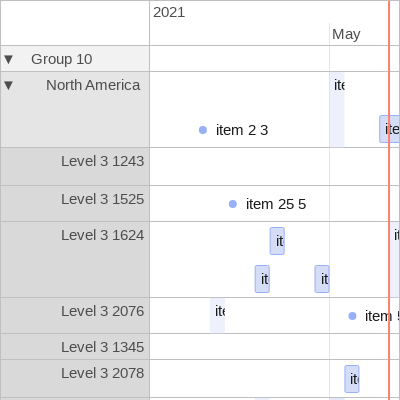 2021
May
▼ Group 10
▼ North America
ite
item 2 3
ite
Level 3 1243
Level 3 1525
item 25 5
Level 3 1624
it
it
it
it
Level 3 2076
ite
item
Level 3 1345
Level 3 2078
it